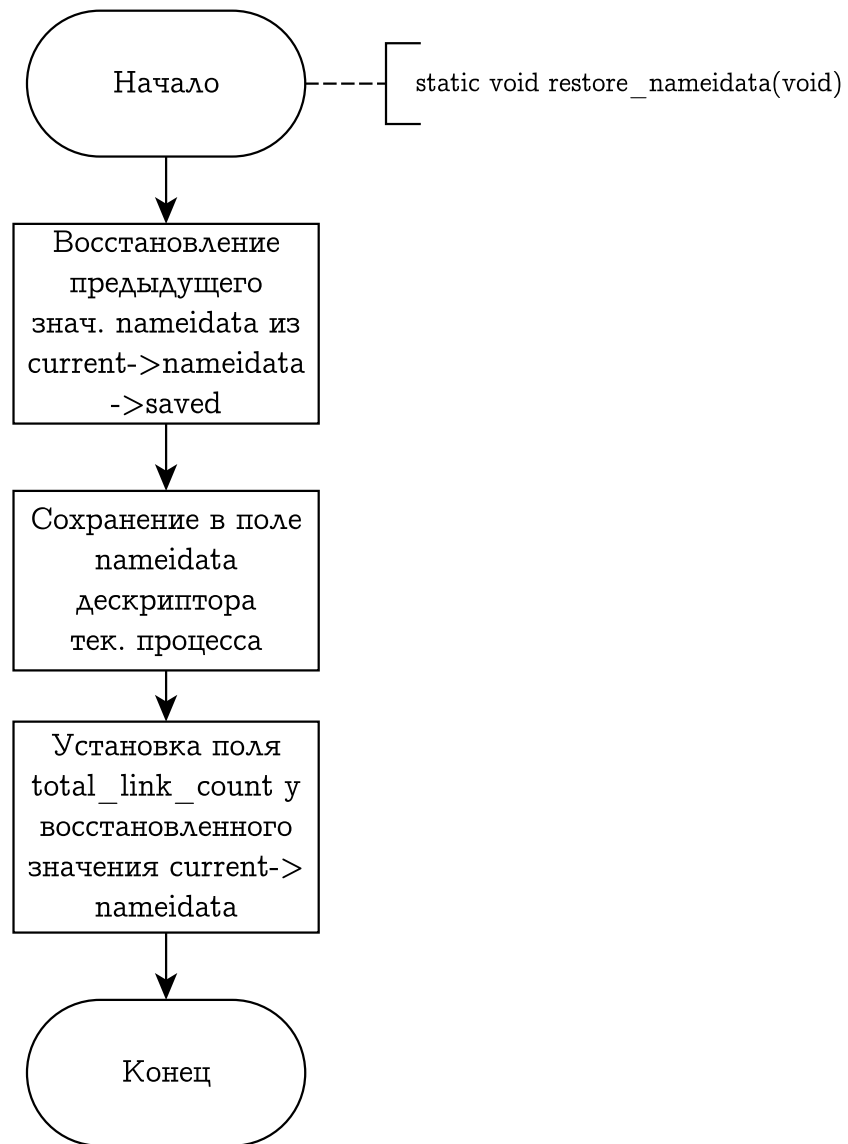 Начало
static void restore_nameidata(void)
Восстановление
предыдущего
знач. nameidata из
current->nameidata
->saved
Сохранение в поле
nameidata
дескриптора
тек. процесса
Установка поля
total_link_count у
восстановленного
значения current->
nameidata
Конец